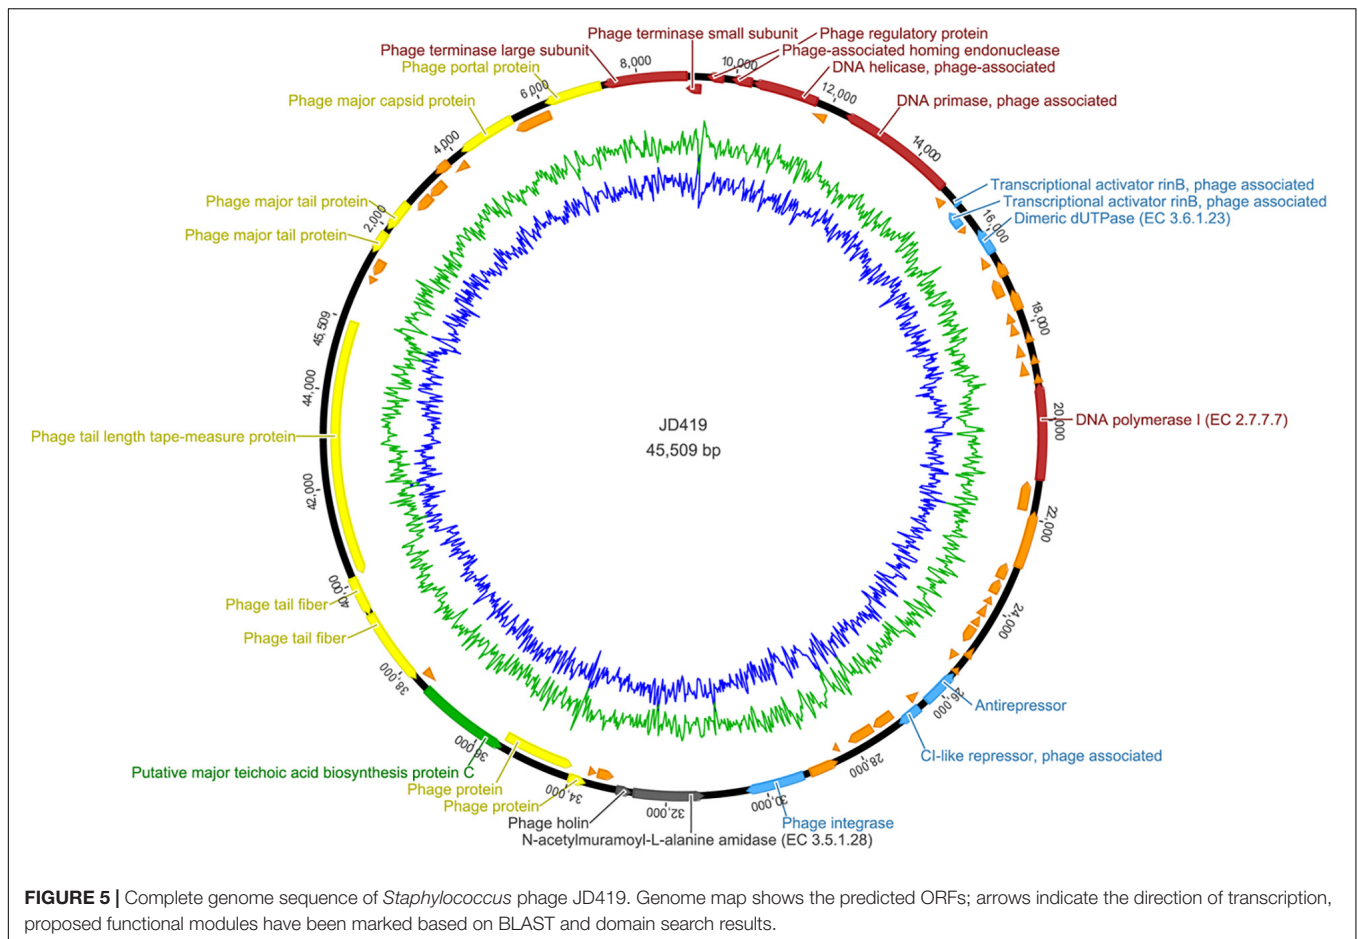 Phage terminase small subunit
Phage regulatory protein
Phage terminase large subunit
Phage-associated homing endonuclease
Phage portal protein
DNA helicase, phage-associated
Phage major capsid protein
DNA primase, phage associated
8,000
10,000
6,000
12,000
4,000
14,000
Transcriptional activator rinB, phage associated
Phage major tail protein
Transcriptional activator rinB, phage associated
2,000
16,000
Dimeric dUTPase (EC 3.6.1.23)
Phage major tail protein
45,509
18,000
44,000
JD419
45,509 bp
20,000
DNA polymerase I (EC 2.7.7.7)
Phage tail length tape-measure protein
42,000
22,000
40,000
Phage tail fiber
24,000
Phage tail fiber
38,000
26,000
Antirepressor
36,000
28,000
CI-like repressor, phage associated
Putative major teichoic acid biosynthesis protein C
Phage protein
34,000
30,000
Phage protein
32,000
Phage holin
Phage integrase
N-acetylmuramoyl-L-alanine amidase (EC 3.5.1.28)
FIGURE 5 | Complete genome sequence of Staphylococcus phage JD419. Genome map shows the predicted ORFs; arrows indicate the direction of transcription,
proposed functional modules have been marked based on BLAST and domain search results.